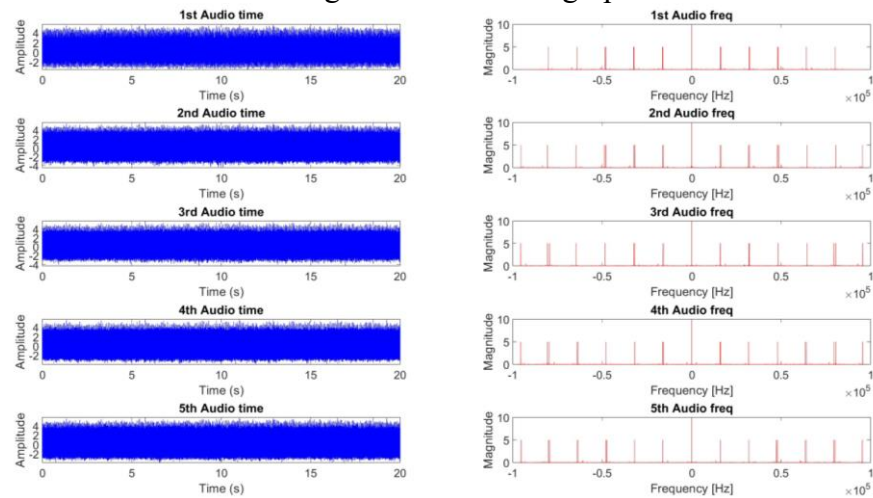 1st Audio time
Amplitude
4
2
0
-2
0 5 10 15 20
Time (s)
1st Audio freq
Magnitude
10
5
0
-1 -0.5 0 0.5 1
Frequency [Hz]
×10⁵
2nd Audio time
Amplitude
4
2
0
-2
-4
0 5 10 15 20
Time (s)
2nd Audio freq
Magnitude
10
5
0
-1 -0.5 0 0.5 1
Frequency [Hz]
×10⁵
3rd Audio time
Amplitude
4
2
0
-2
-4
0 5 10 15 20
Time (s)
3rd Audio freq
Magnitude
10
5
0
-1 -0.5 0 0.5 1
Frequency [Hz]
×10⁵
4th Audio time
Amplitude
4
2
0
-2
0 5 10 15 20
Time (s)
4th Audio freq
Magnitude
10
5
0
-1 -0.5 0 0.5 1
Frequency [Hz]
×10⁵
5th Audio time
Amplitude
4
2
0
-2
0 5 10 15 20
Time (s)
5th Audio freq
Magnitude
10
5
0
-1 -0.5 0 0.5 1
Frequency [Hz]
×10⁵